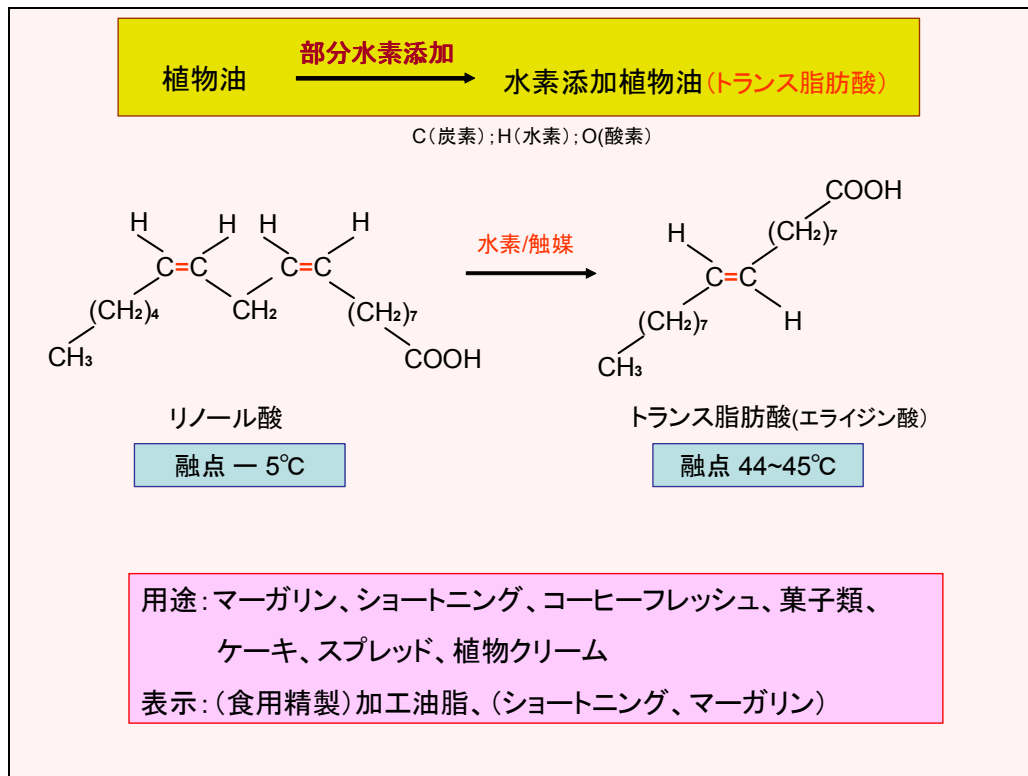 部分水素添加
植物油 水素添加植物油(トランス脂肪酸)
C(炭素);H(水素);O(酸素)
COOH
H H H H (CH₂)₇
H
水素/触媒
C=C C=C C=C
(CH₂)₄ CH₂ (CH₂)₇ (CH₂)₇ H
CH₃ COOH CH₃
リノール酸 トランス脂肪酸(エライジン酸)
融点 ー 5℃ 融点 44~45℃
用途:マーガリン、ショートニング、コーヒーフレッシュ、菓子類、
ケーキ、スプレッド、植物クリーム
表示:(食用精製)加工油脂、(ショートニング、マーガリン)